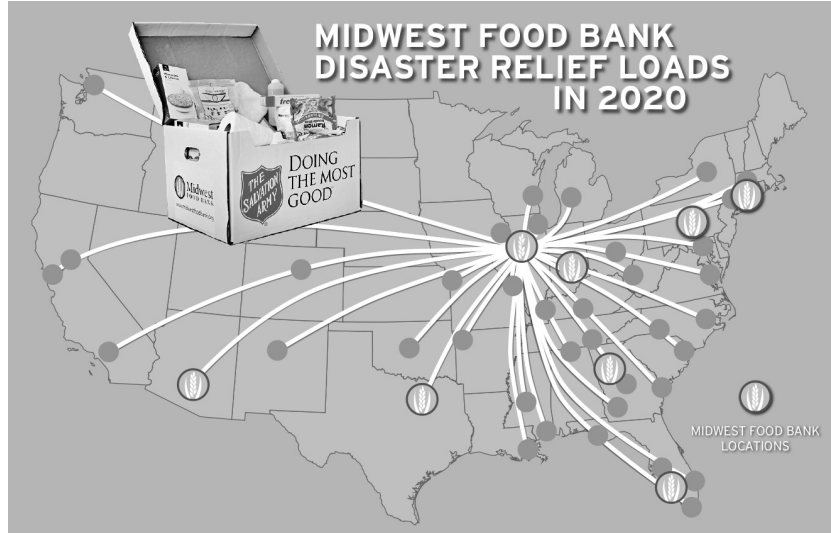 MIDWEST FOOD BANK
DISASTER RELIEF LOADS
IN 2020
Midwest
FOOD BANK
THE
SALVATION
ARMY
DOING
THE MOST
GOOD
Ramen
MIDWEST FOOD BANK
LOCATIONS